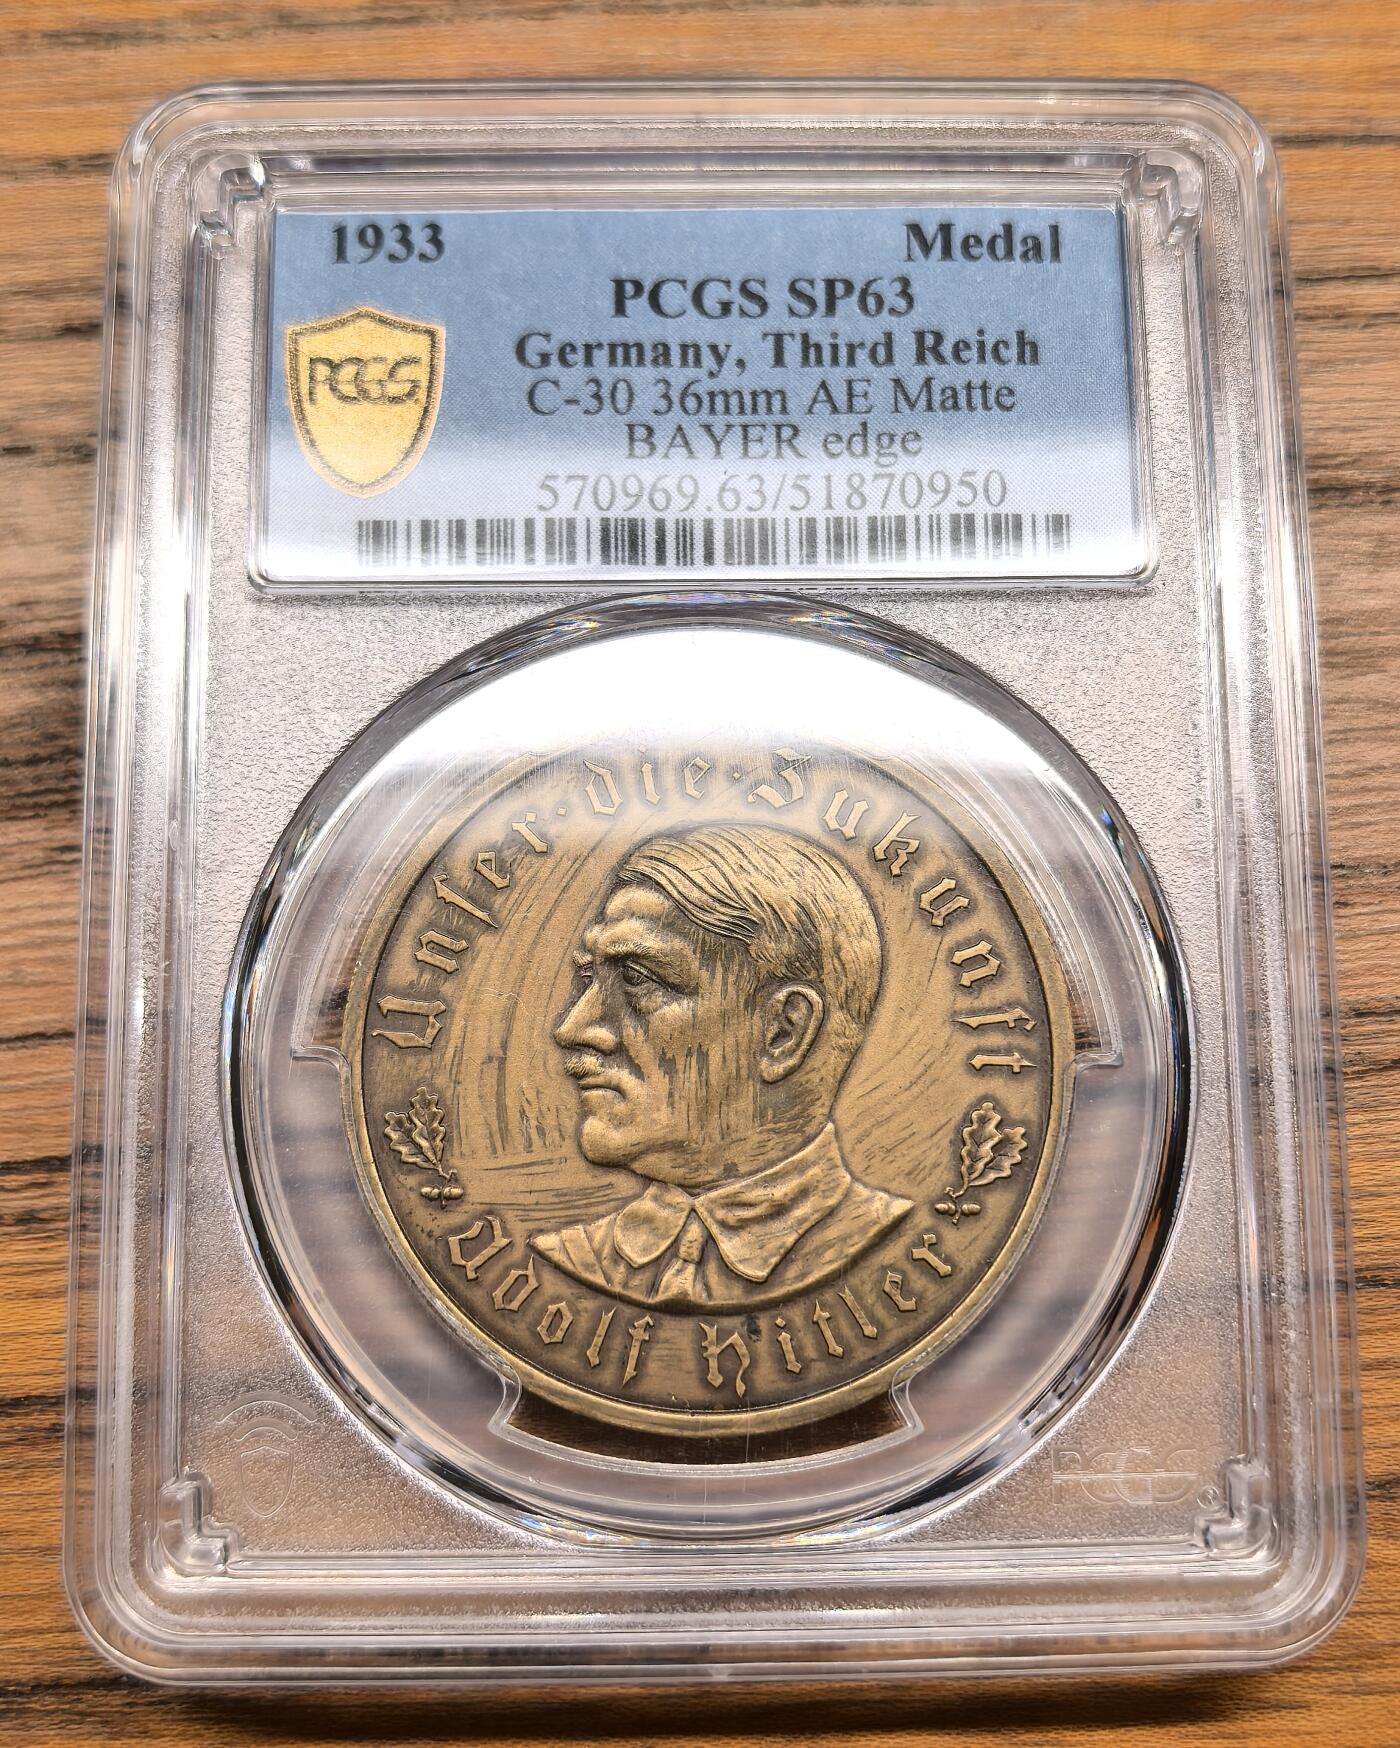 1933 Medal
PCGS SP63
Germany, Third Reich
C-30 36mm AE Matte
BAYER edge
570969.63/51870950
PCGS
Unser·die·Zukunft
Adolf Hitler
PCGS